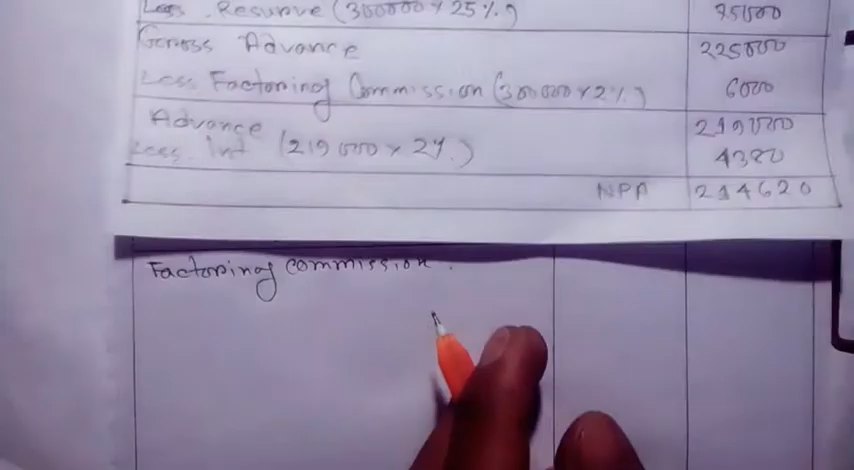 Less Reserve (300000 × 25%) 75000
Gross Advance 225000
Less Factoring Commission (300000 × 2%) 6000
Advance 219000
Less Int (219000 × 2%) 4380
NPA 214620
Factoring commission.